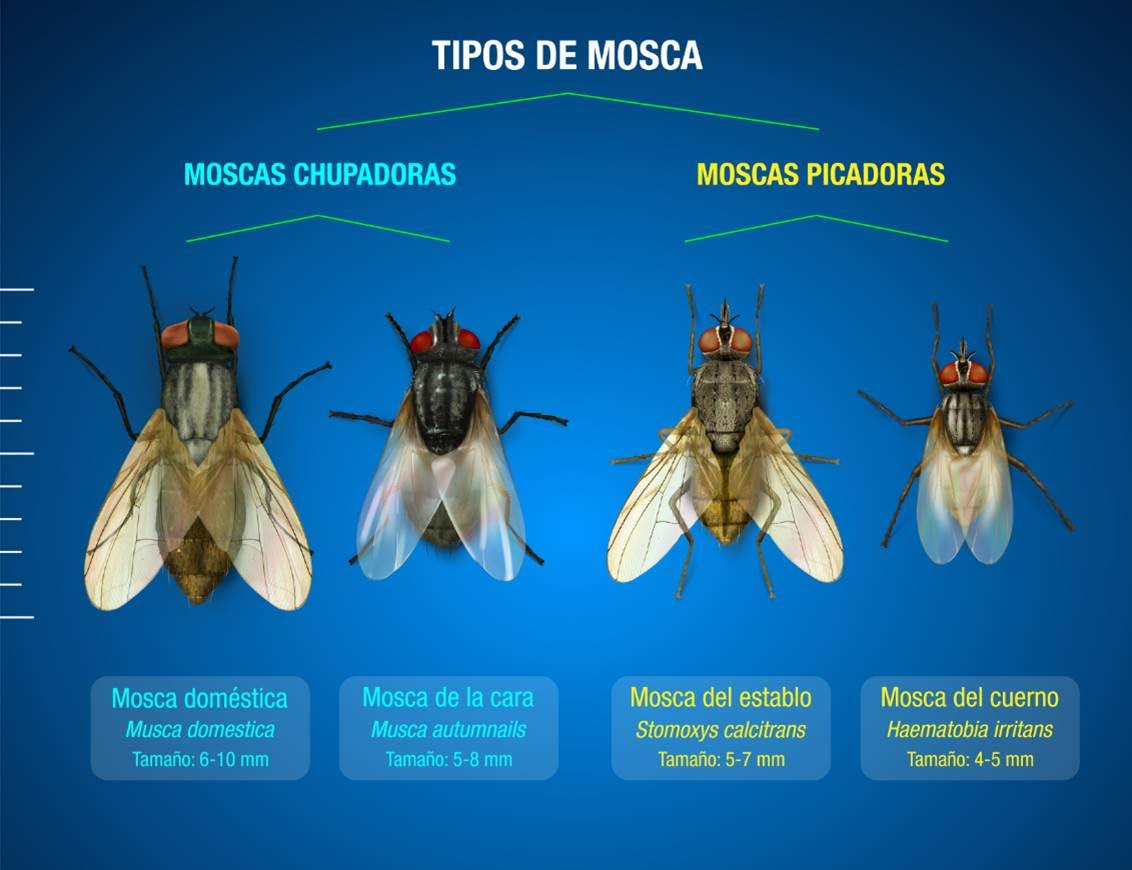 TIPOS DE MOSCA
MOSCAS CHUPADORAS
MOSCAS PICADORAS
Mosca doméstica
Musca domestica
Tamaño: 6-10 mm
Mosca de la cara
Musca autumnails
Tamaño: 5-8 mm
Mosca del establo
Stomoxys calcitrans
Tamaño: 5-7 mm
Mosca del cuerno
Haematobia irritans
Tamaño: 4-5 mm